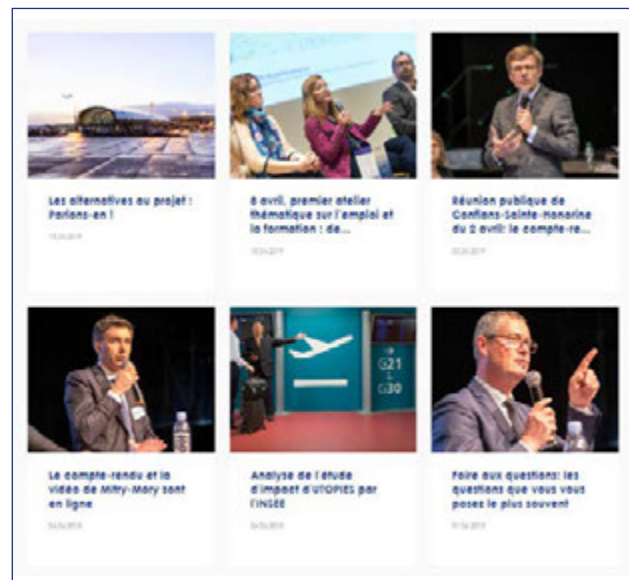 Les alternatives au projet :
Parlons-en !
8 avril, premier atelier
thématique sur l'emploi et
la formation : de...
Réunion publique de
Conflans-Sainte-Honorine
du 2 avril: le compte-re...
G21
G30
Le compte-rendu et la
vidéo de Mitry-Mory sont
en ligne
Analyse de l'étude
d'impact d'UTOPIES par
l'INSEE
Foire aux questions: les
questions que vous vous
posez le plus souvent